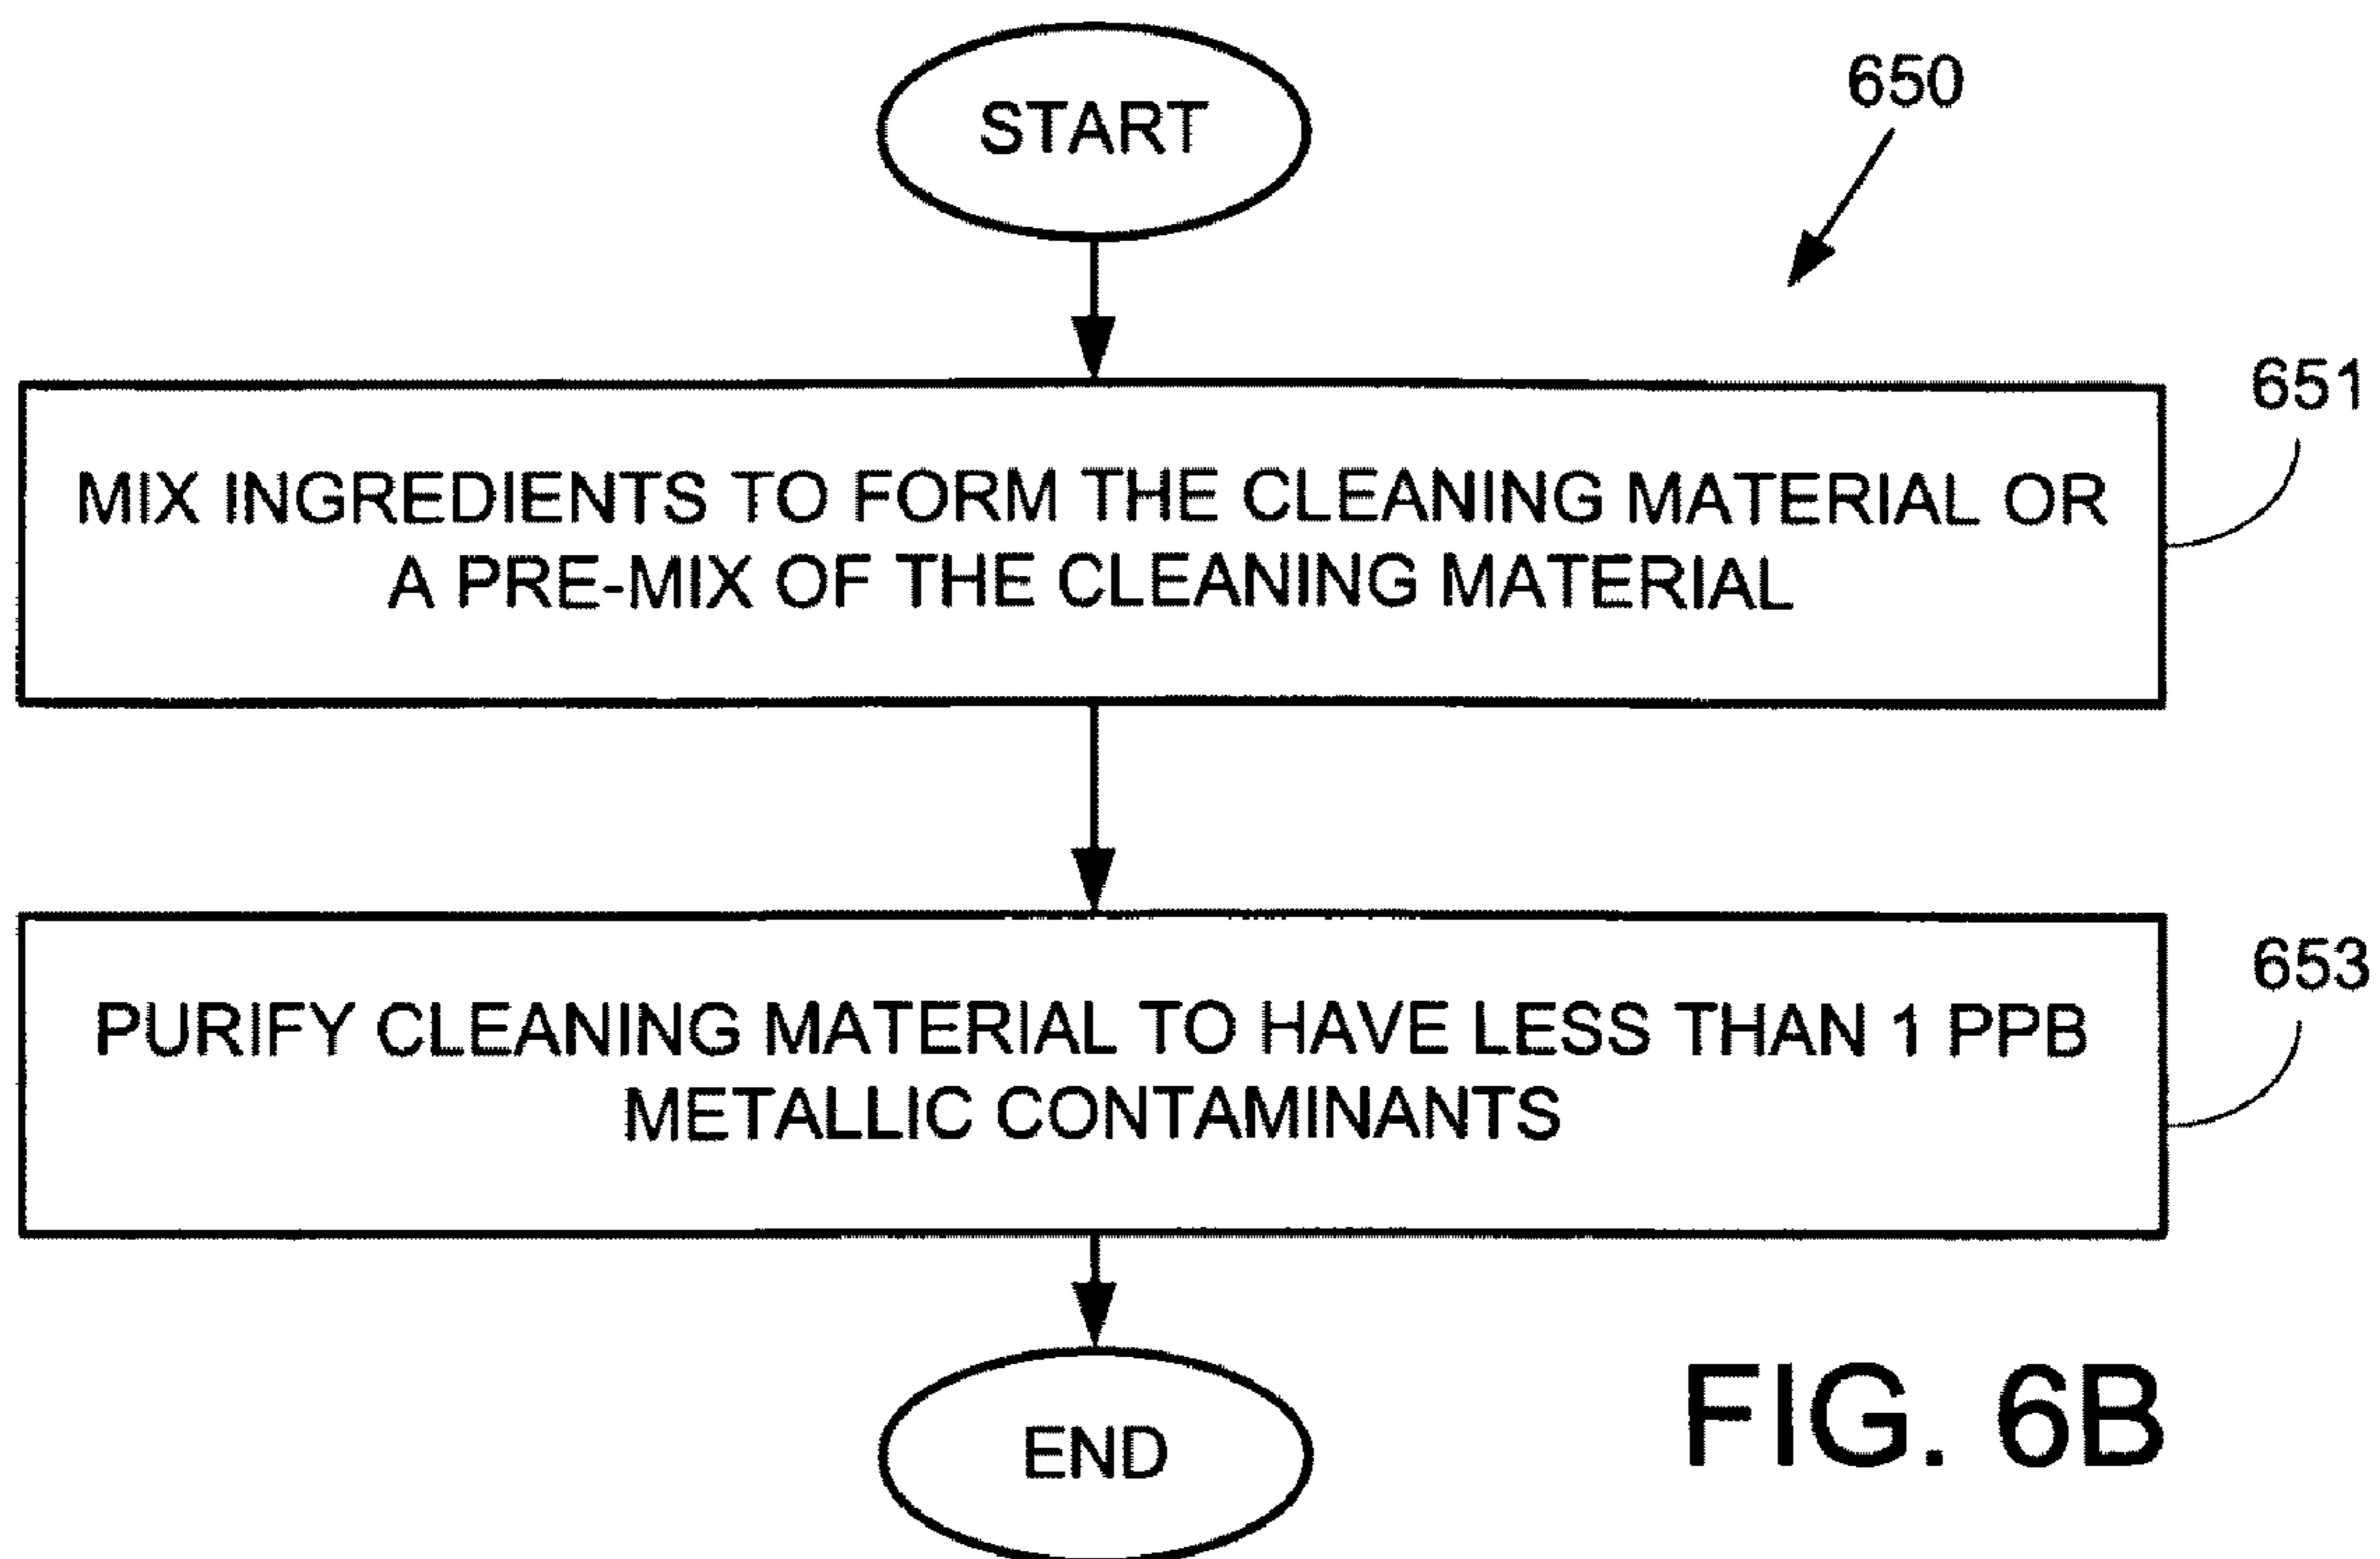 START
650
651
MIX INGREDIENTS TO FORM THE CLEANING MATERIAL OR
A PRE-MIX OF THE CLEANING MATERIAL
653
PURIFY CLEANING MATERIAL TO HAVE LESS THAN 1 PPB
METALLIC CONTAMINANTS
END
FIG. 6B